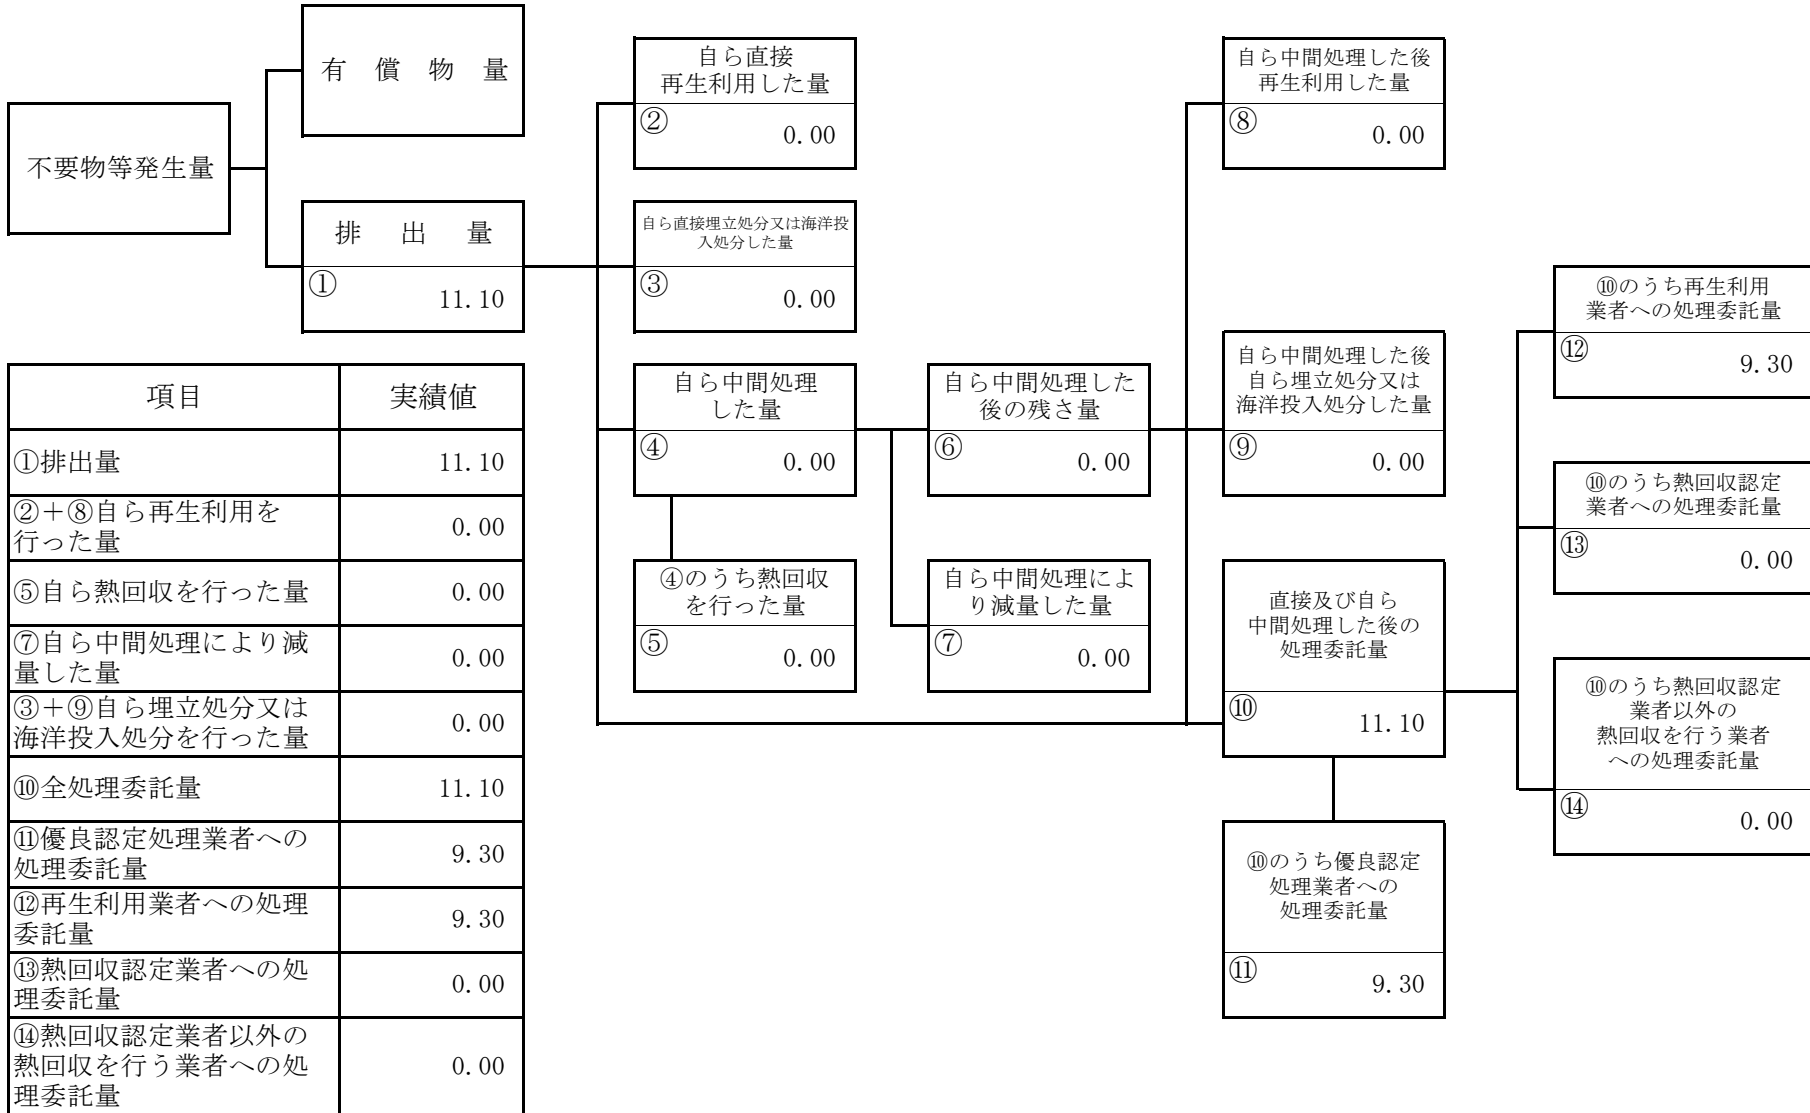 不要物等発生量
有 償 物 量
排 出 量
① 11.10
自ら直接
再生利用した量
② 0.00
自ら直接埋立処分又は海洋投
入処分した量
③ 0.00
自ら中間処理
した量
④ 0.00
④のうち熱回収
を行った量
⑤ 0.00
自ら中間処理した
後の残さ量
⑥ 0.00
自ら中間処理によ
り減量した量
⑦ 0.00
自ら中間処理した後
再生利用した量
⑧ 0.00
自ら中間処理した後
自ら埋立処分又は
海洋投入処分した量
⑨ 0.00
直接及び自ら
中間処理した後の
処理委託量
⑩ 11.10
⑩のうち優良認定
処理業者への
処理委託量
⑪ 9.30
⑩のうち再生利用
業者への処理委託量
⑫ 9.30
⑩のうち熱回収認定
業者への処理委託量
⑬ 0.00
⑩のうち熱回収認定
業者以外の
熱回収を行う業者
への処理委託量
⑭ 0.00
項目 実績値
①排出量 11.10
②+⑧自ら再生利用を
行った量 0.00
⑤自ら熱回収を行った量 0.00
⑦自ら中間処理により減
量した量 0.00
③+⑨自ら埋立処分又は
海洋投入処分を行った量 0.00
⑩全処理委託量 11.10
⑪優良認定処理業者への
処理委託量 9.30
⑫再生利用業者への処理
委託量 9.30
⑬熱回収認定業者への処
理委託量 0.00
⑭熱回収認定業者以外の
熱回収を行う業者への処
理委託量 0.00